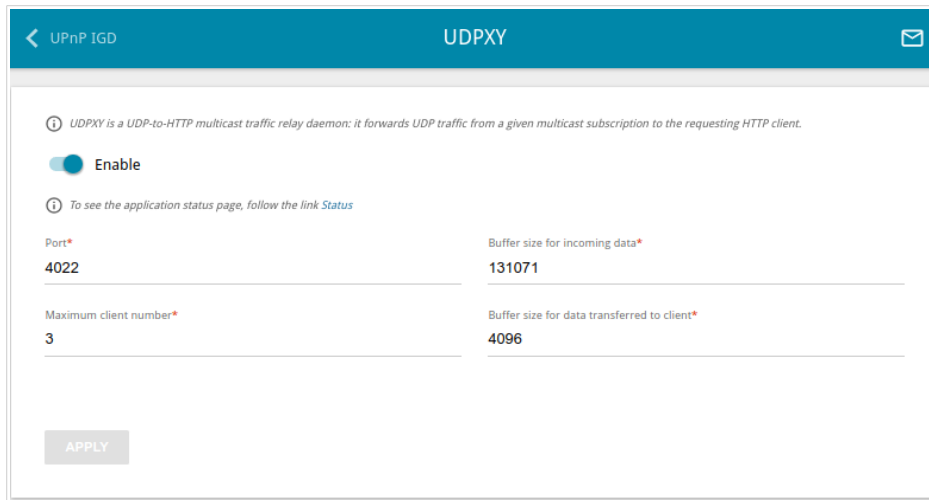 UPnP IGD
UDPXY
UDPXY is a UDP-to-HTTP multicast traffic relay daemon: it forwards UDP traffic from a given multicast subscription to the requesting HTTP client.
Enable
To see the application status page, follow the link Status
Port*
Buffer size for incoming data*
4022
131071
Maximum client number*
Buffer size for data transferred to client*
3
4096
APPLY